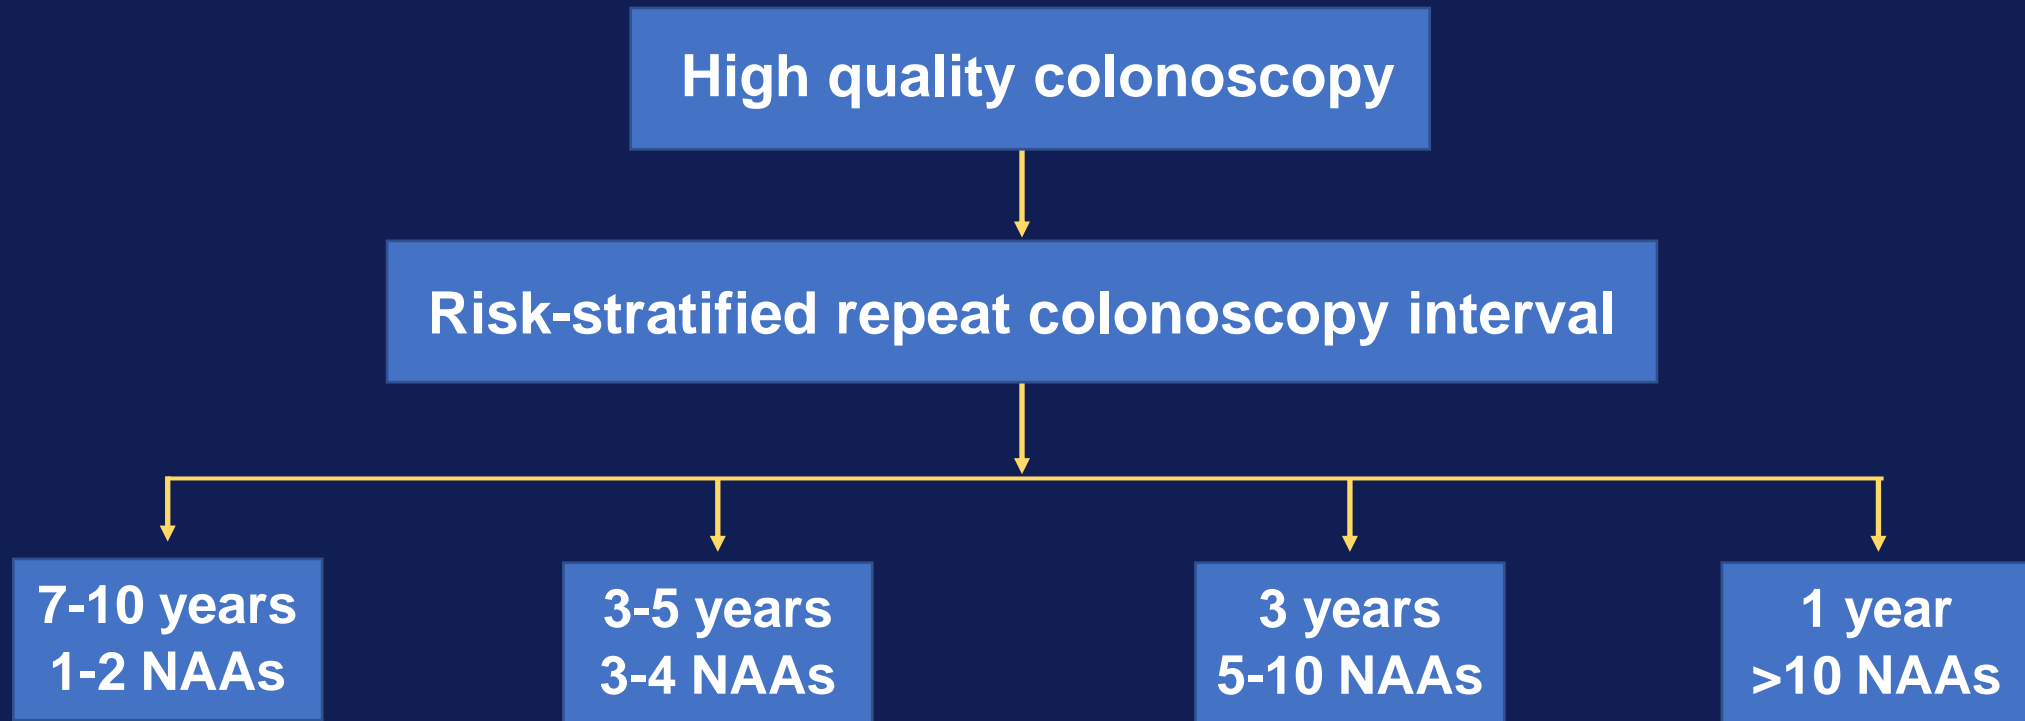 High quality colonoscopy
Risk-stratified repeat colonoscopy interval
7-10 years
1-2 NAAs
3-5 years
3-4 NAAs
3 years
5-10 NAAs
1 year
>10 NAAs